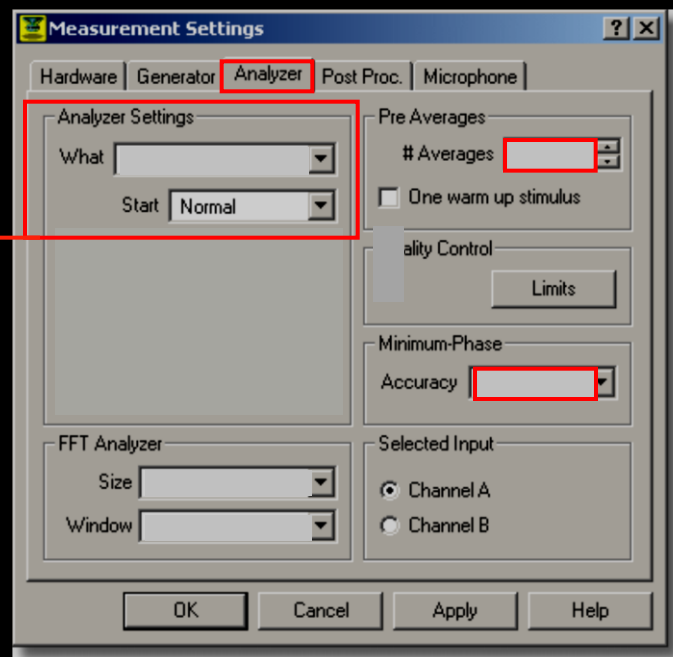 Measurement Settings
Hardware Generator Analyzer Post Proc. Microphone
Analyzer Settings
What
Start Normal
Pre Averages
# Averages
One warm up stimulus
ality Control
Limits
Minimum-Phase
Accuracy
FFT Analyzer
Size
Window
Selected Input
Channel A
Channel B
OK Cancel Apply Help